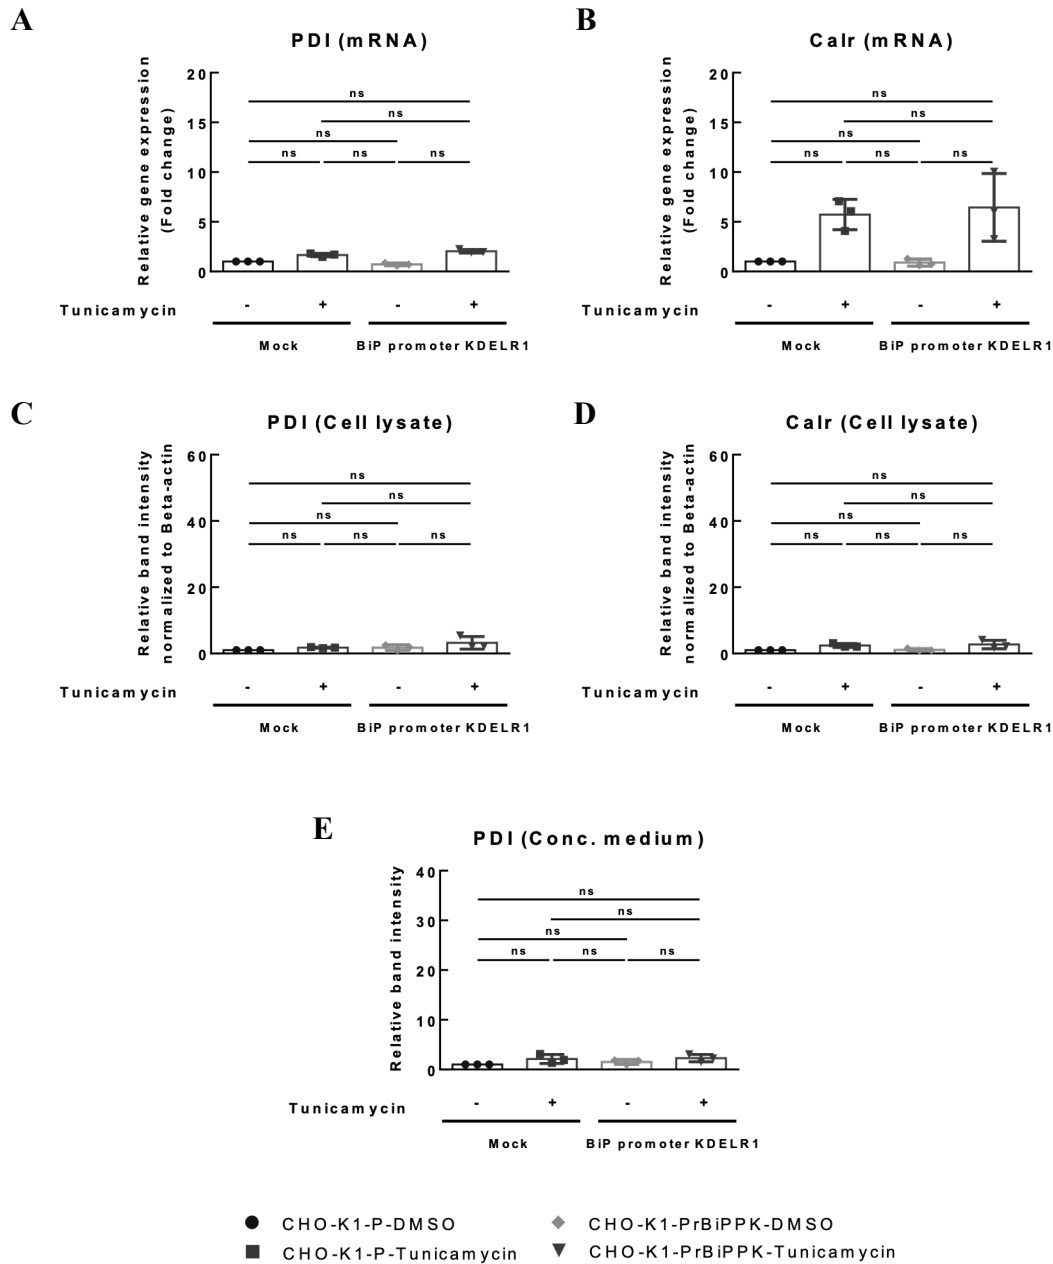 A
B
PDI (mRNA)
Calr (mRNA)
Relative gene expression
(Fold change)
20
15
10
5
0
ns
ns
ns
ns ns ns
Relative gene expression
(Fold change)
20
15
10
5
0
ns
ns
ns
ns ns ns
Tunicamycin - + - +
Mock BiP promoter KDELR1
Tunicamycin - + - +
Mock BiP promoter KDELR1
C
D
PDI (Cell lysate)
Calr (Cell lysate)
Relative band intensity
normalized to Beta-actin
60
40
20
0
ns
ns
ns
ns ns ns
Relative band intensity
normalized to Beta-actin
60
40
20
0
ns
ns
ns
ns ns ns
Tunicamycin - + - +
Mock BiP promoter KDELR1
Tunicamycin - + - +
Mock BiP promoter KDELR1
E
PDI (Conc. medium)
Relative band intensity
40
30
20
10
0
ns
ns
ns
ns ns ns
Tunicamycin - + - +
Mock BiP promoter KDELR1
CHO-K1-P-DMSO
CHO-K1-PrBiPPK-DMSO
CHO-K1-P-Tunicamycin
CHO-K1-PrBiPPK-Tunicamycin